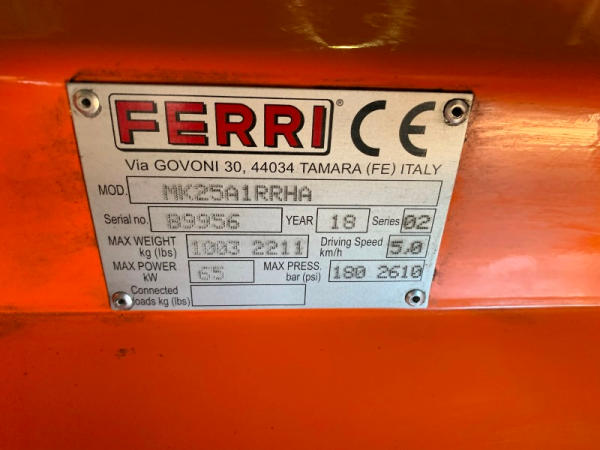 FERRI® CE
Via GOVONI 30, 44034 TAMARA (FE) ITALY
MOD. MK25A1RRHA
Serial no. B9956 YEAR 18 Series 02
MAX WEIGHT kg (lbs) 1003 2211 Driving Speed km/h 5.0
MAX POWER kW 65 MAX PRESS. bar (psi) 180 2610
Connected loads kg (lbs)